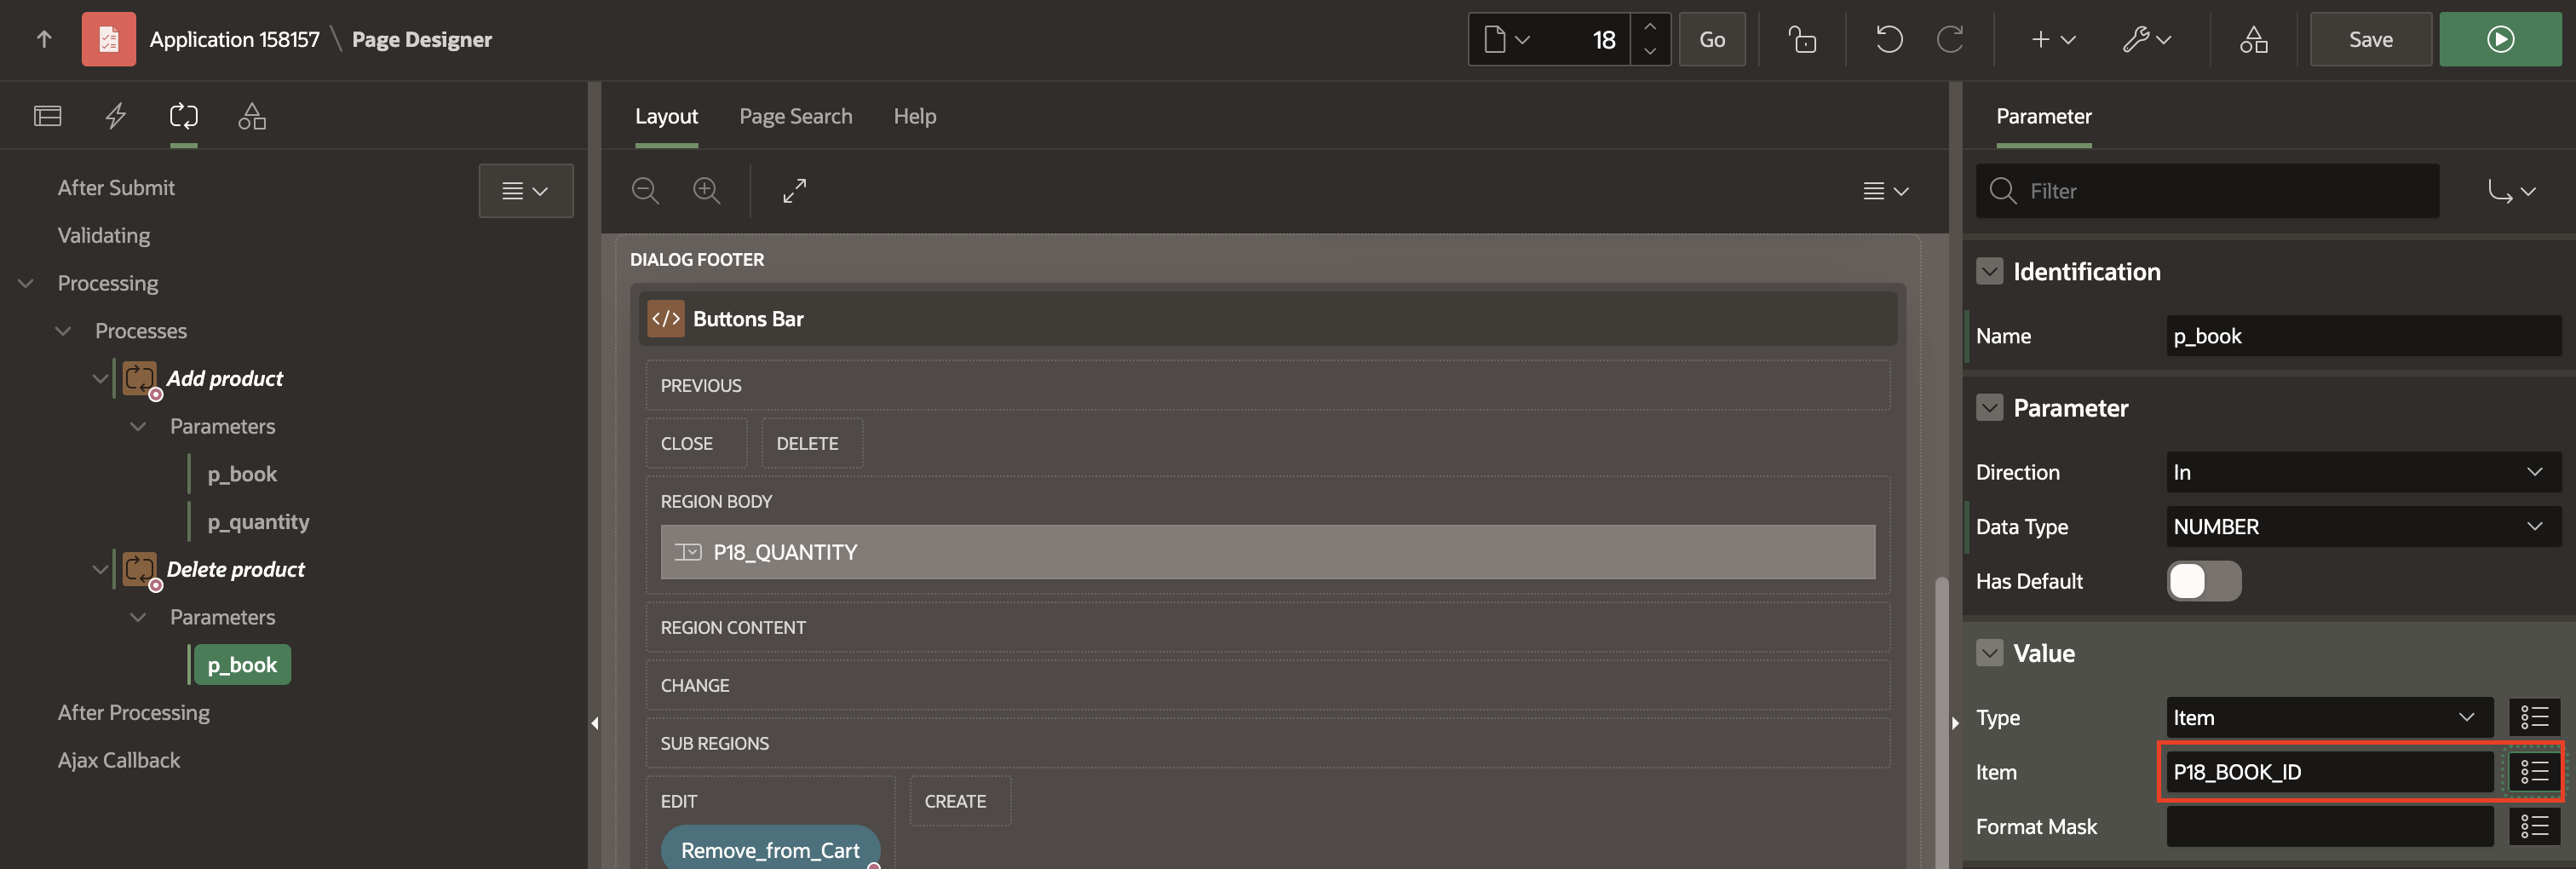 Application 158157 \ Page Designer
18
Go
Save
After Submit
Validating
Processing
Processes
Add product
Parameters
p_book
p_quantity
Delete product
Parameters
p_book
After Processing
Ajax Callback
Layout
Page Search
Help
DIALOG FOOTER
</> Buttons Bar
PREVIOUS
CLOSE
DELETE
REGION BODY
P18_QUANTITY
REGION CONTENT
CHANGE
SUB REGIONS
EDIT
CREATE
Remove_from_Cart
Parameter
Filter
Identification
Name
p_book
Parameter
Direction
In
Data Type
NUMBER
Has Default
Value
Type
Item
Item
P18_BOOK_ID
Format Mask